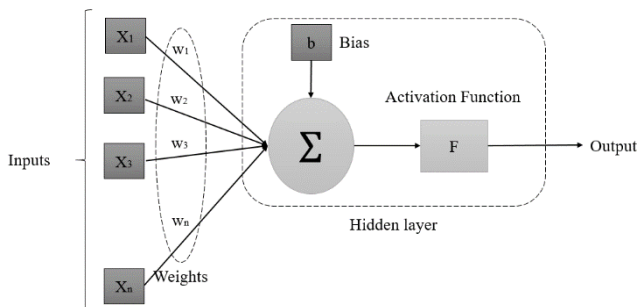 X1
X2
X3
Xn
Inputs
w1
w2
w3
wn
Weights
b
Bias
Σ
Activation Function
F
Output
Hidden layer